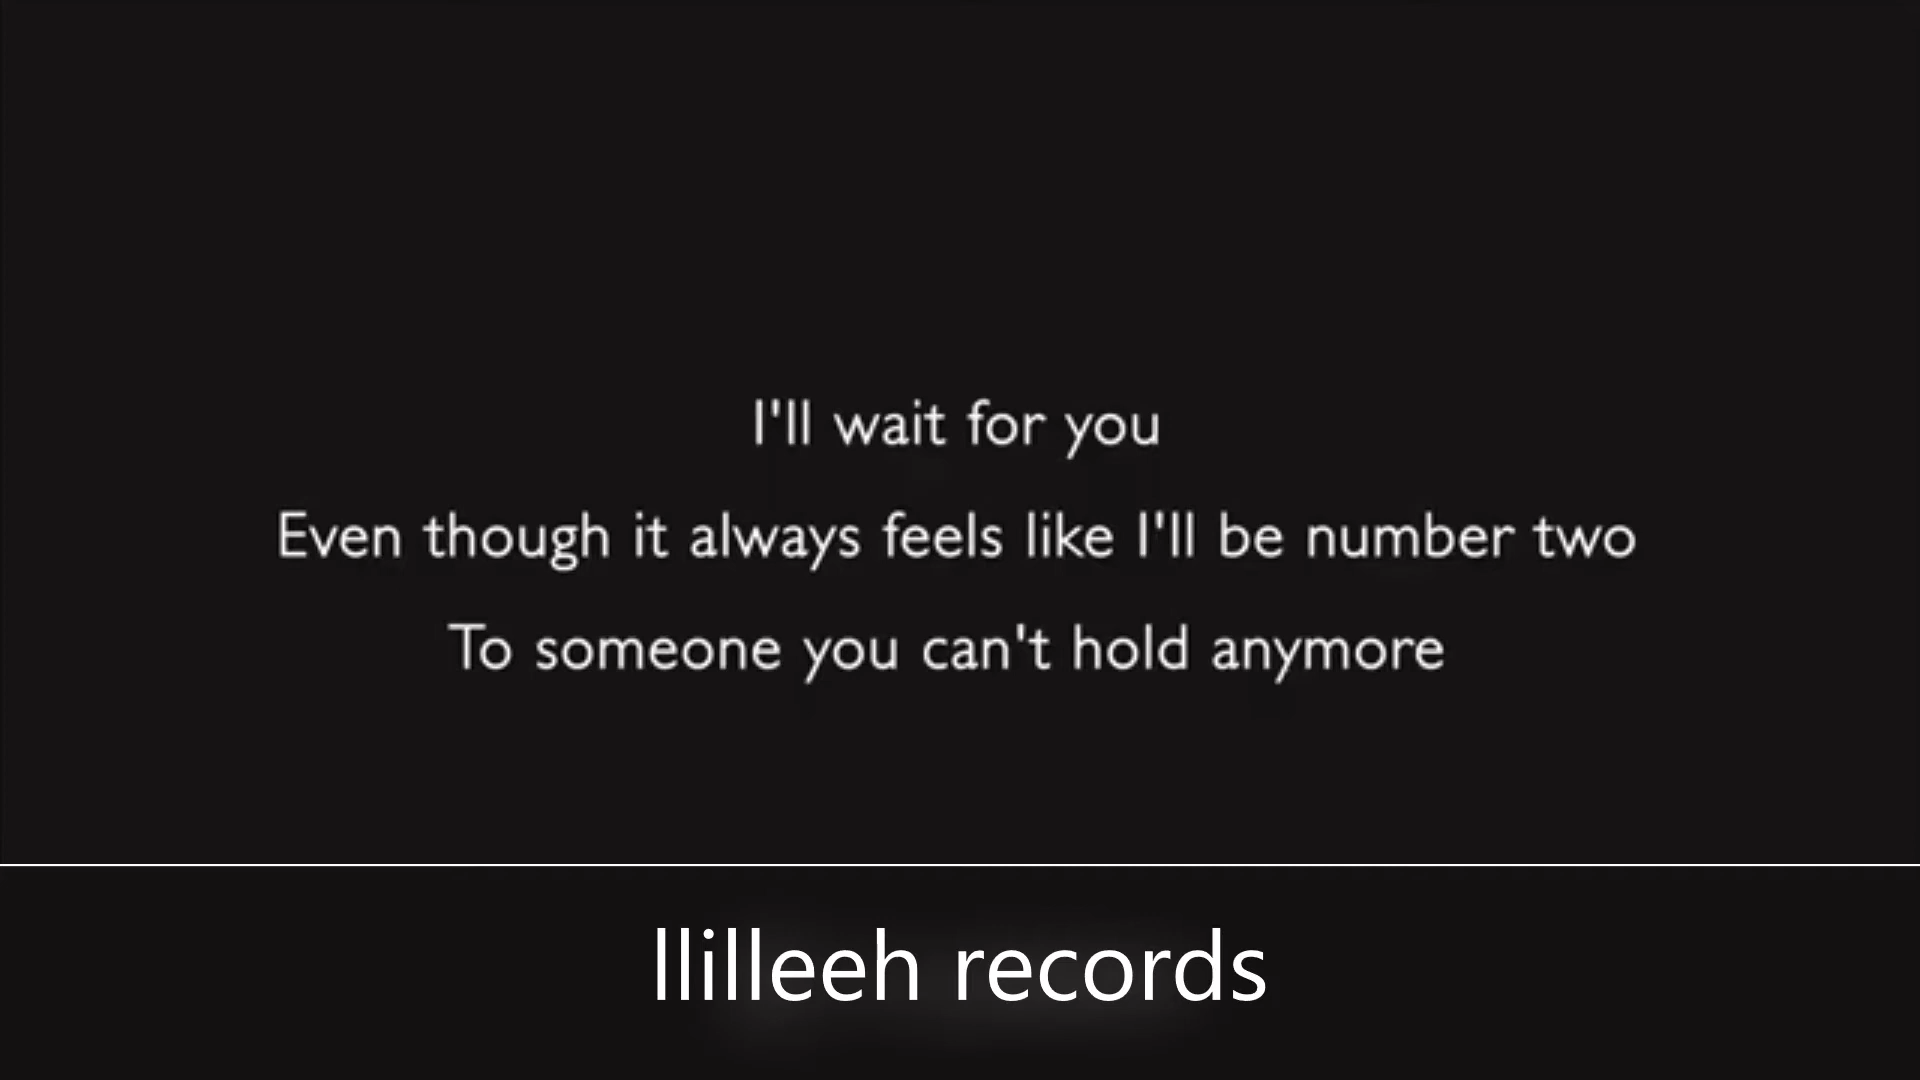 I'll wait for you
Even though it always feels like I'll be number two
To someone you can't hold anymore
llilleeh records